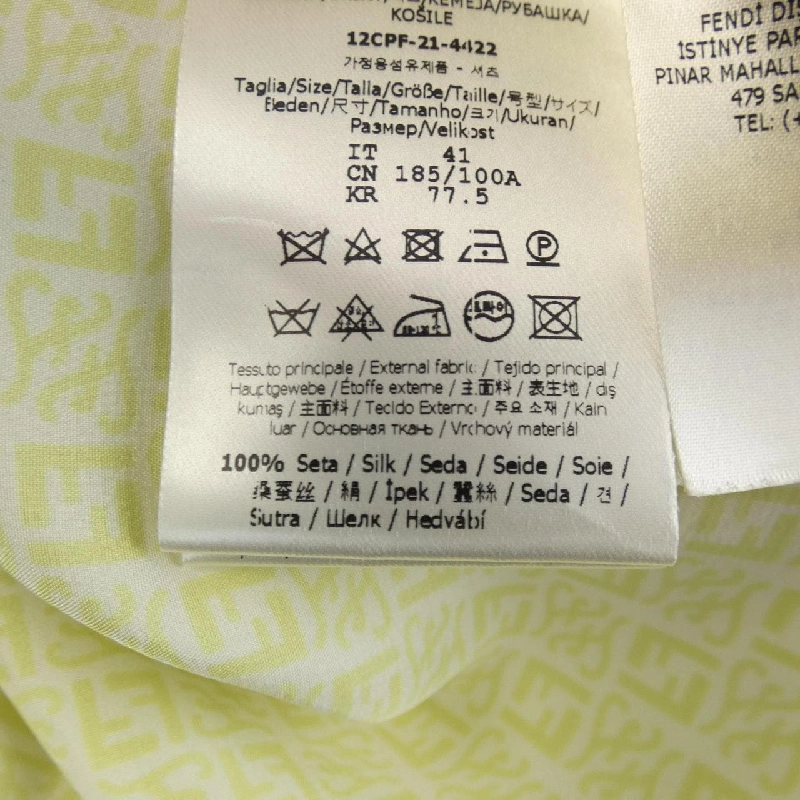 KEMEJA/РУБАШКА/
KOŠILE
12CPF-21-4422
가정용섬유제품 - 셔츠
Taglia/Size/Talla/Größe/Taille/号型/サイズ/
Beden/尺寸/Tamanho/크기/Ukuran/
Размер/Velikost
IT 41
CN 185/100A
KR 77.5
P
Tessuto principale / External fabric / Tejido principal /
Hauptgewebe / Étoffe externe / 主面料 / 表生地 / dış
kumaş / 主面料 / Tecido Externo / 주요 소재 / Kain
luar / Основная ткань / Vrchový materiál
100% Seta / Silk / Seda / Seide / Soie /
桑蚕丝 / 絹 / İpek / 蠶絲 / Seda / 견 /
Sutra / Шелк / Hedvábí
FENDİ
İSTİNYE PAR
PINAR MAHALL
479 SA
TEL: (+